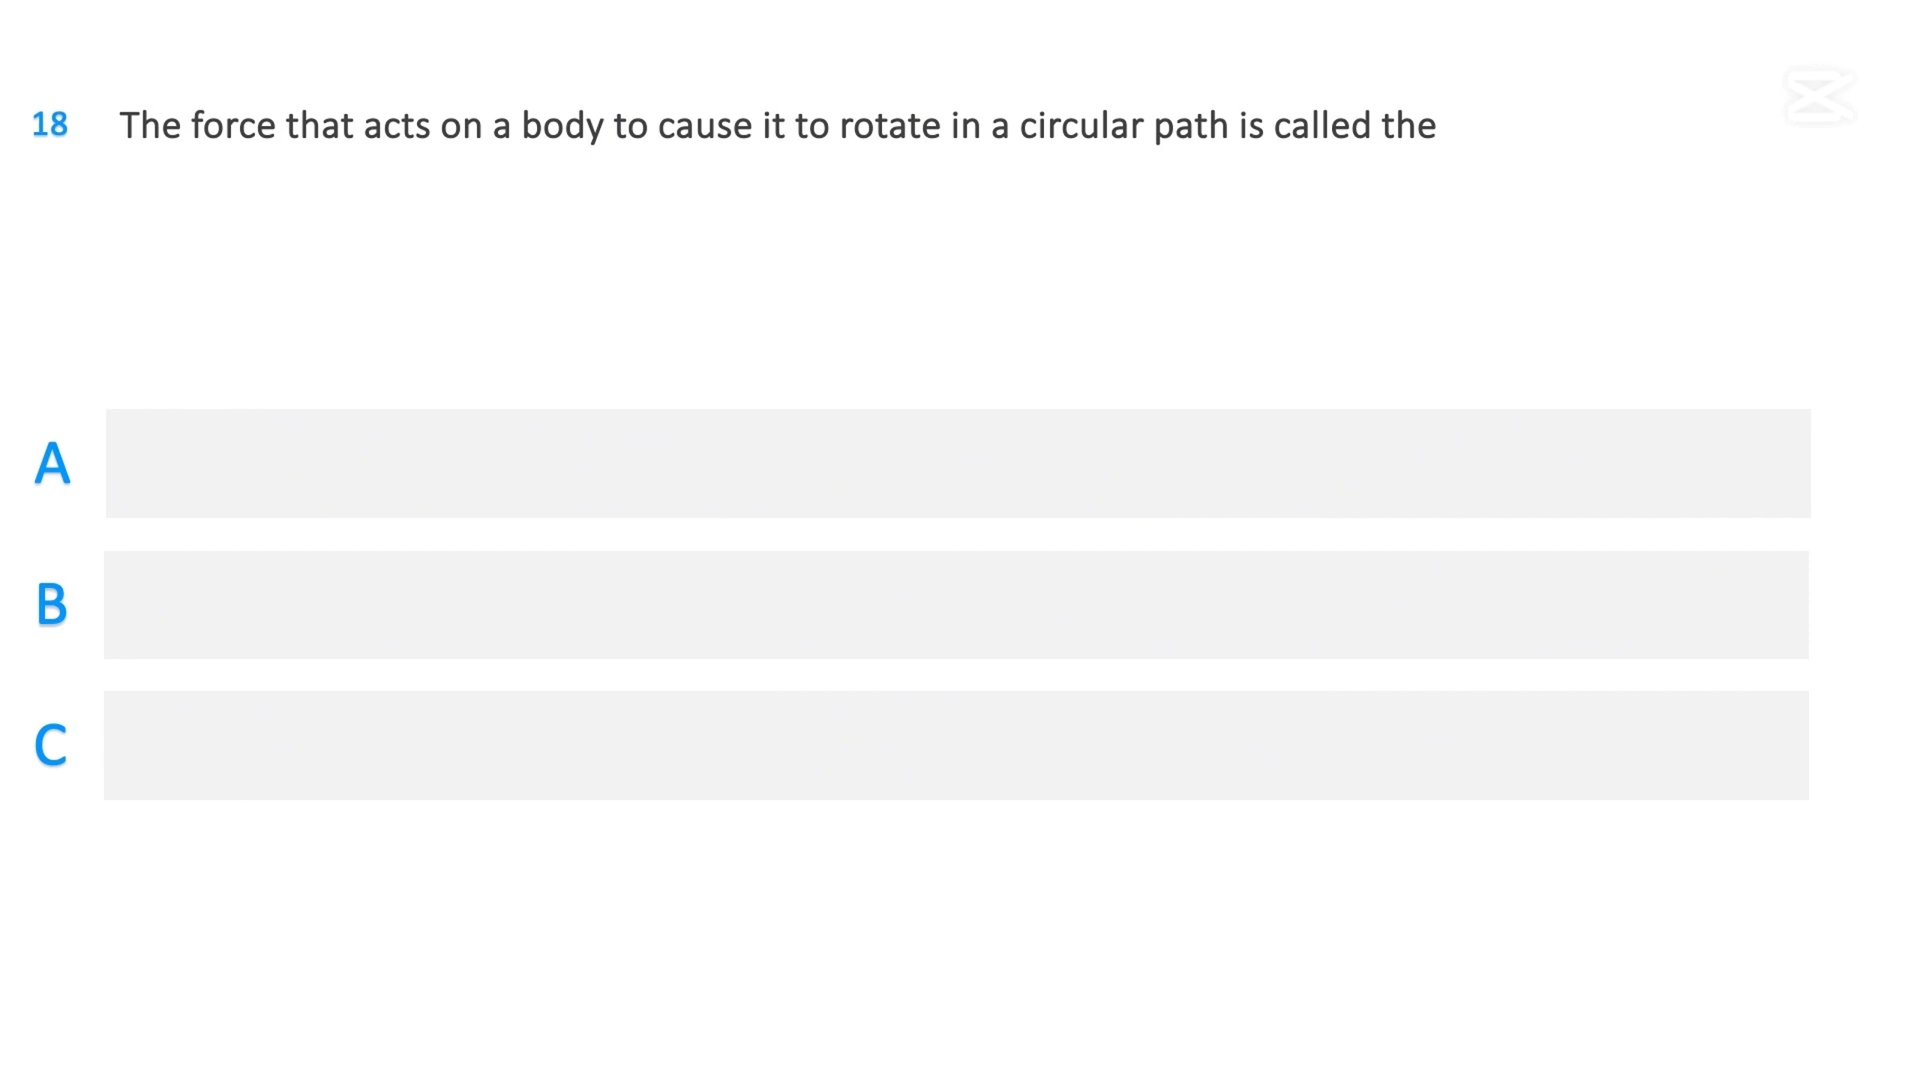 18 The force that acts on a body to cause it to rotate in a circular path is called the
A
B
C